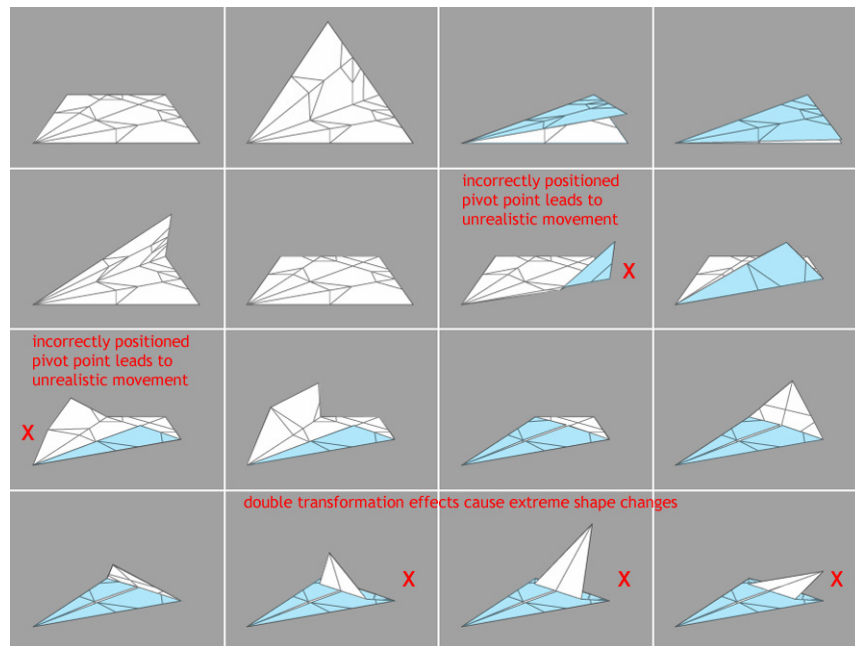 incorrectly positioned
pivot point leads to
unrealistic movement
X
incorrectly positioned
pivot point leads to
unrealistic movement
X
double transformation effects cause extreme shape changes
X
X
X